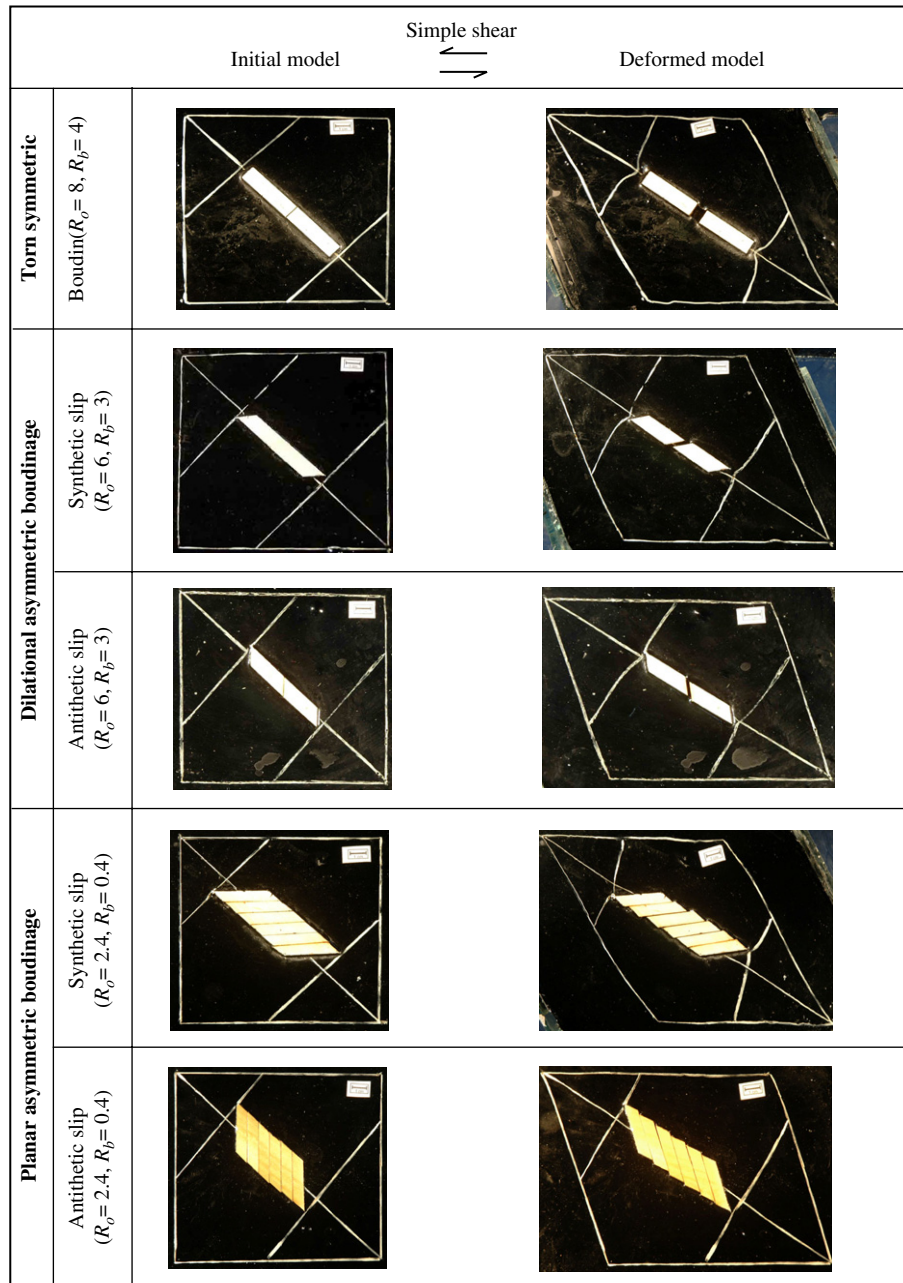 Simple shear
Initial model
Deformed model
Torn symmetric
Boudin(Ro= 8, Rb= 4)
Dilational asymmetric boudinage
Synthetic slip
(Ro= 6, Rb= 3)
Antithetic slip
(Ro= 6, Rb= 3)
Planar asymmetric boudinage
Synthetic slip
(Ro= 2.4, Rb= 0.4)
Antithetic slip
(Ro= 2.4, Rb= 0.4)